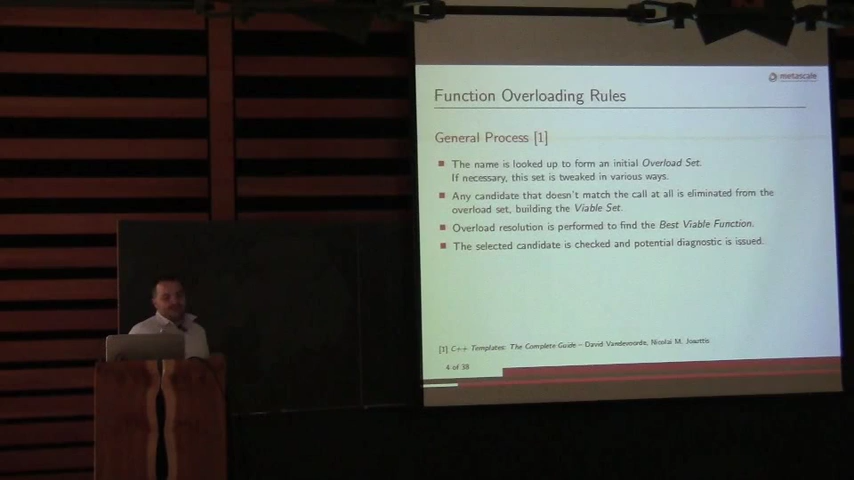 metascale
Function Overloading Rules
General Process [1]
The name is looked up to form an initial Overload Set.
If necessary, this set is tweaked in various ways.
Any candidate that doesn't match the call at all is eliminated from the
overload set, building the Viable Set.
Overload resolution is performed to find the Best Viable Function.
The selected candidate is checked and potential diagnostic is issued.
[1] C++ Templates: The Complete Guide – David Vandevoorde, Nicolai M. Josuttis
4 of 38